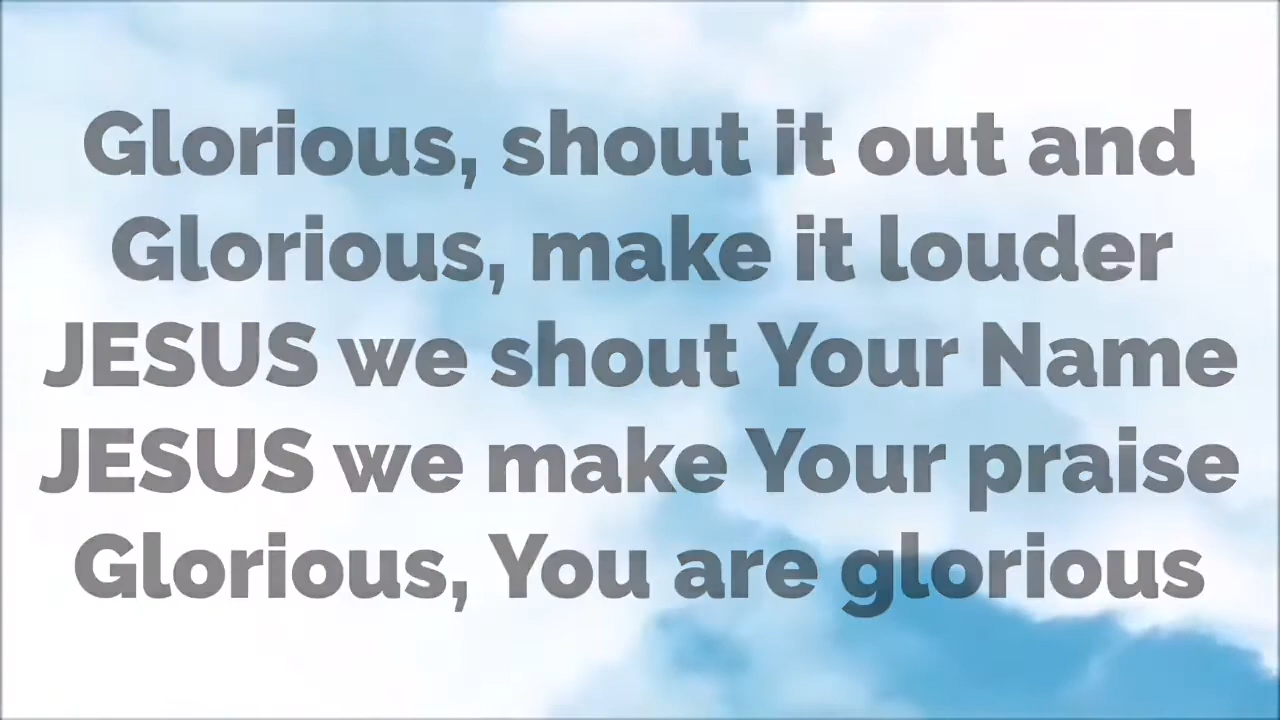 Glorious, shout it out and
Glorious, make it louder
JESUS we shout Your Name
JESUS we make Your praise
Glorious, You are glorious